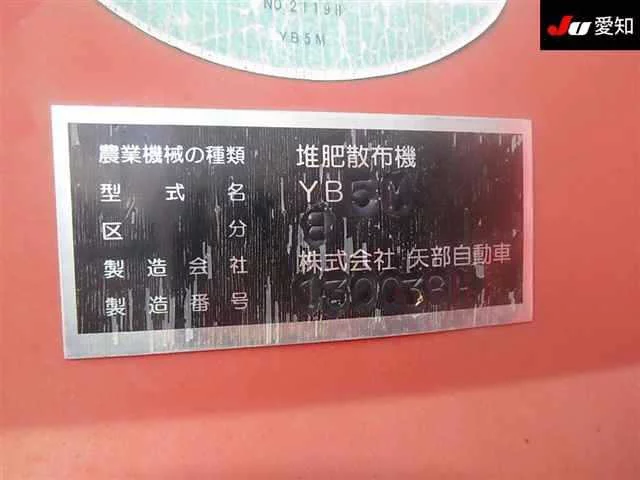 NO.2119
YB5M
JU 愛知
農業機械の種類 堆肥散布機
型式名 YB5M
区分
製造会社 株式会社 矢部自動車
製造番号